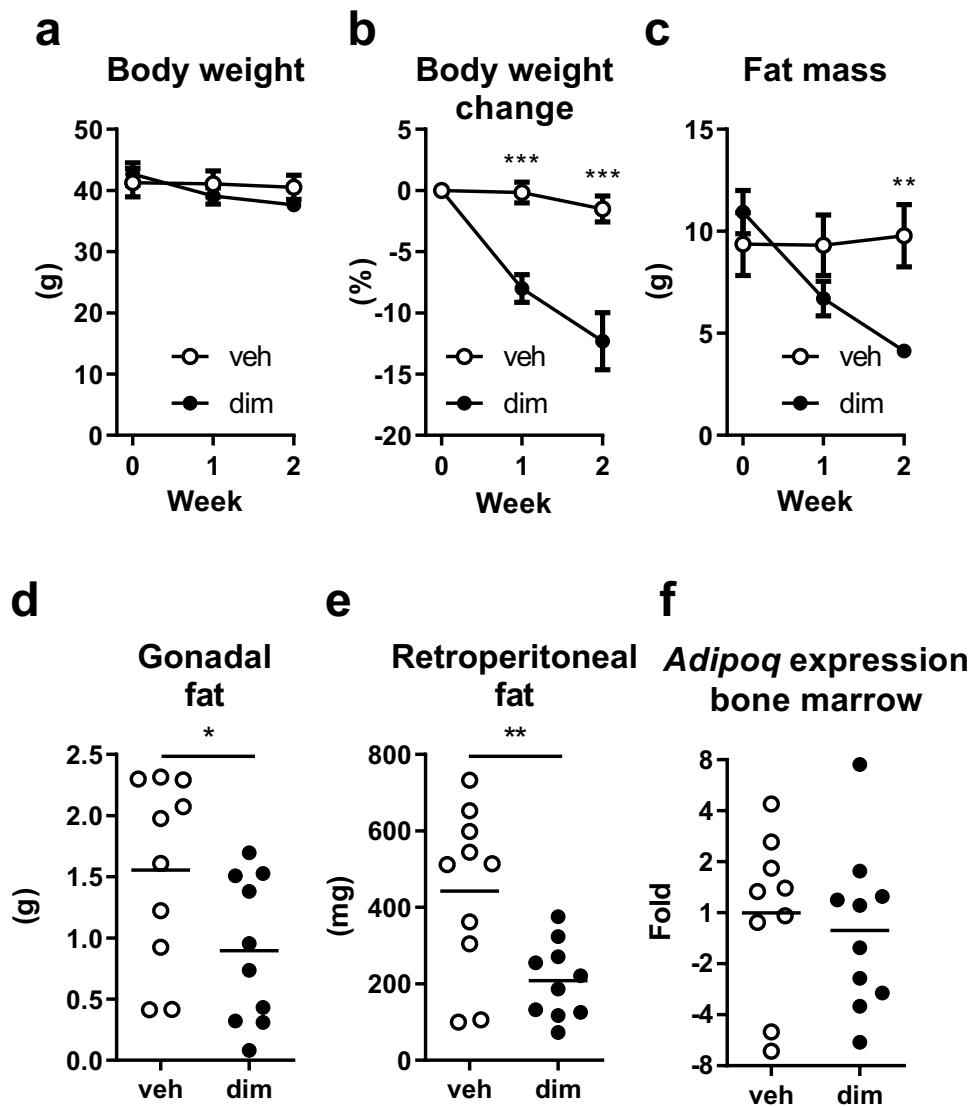 a
Body weight
50
40
30
20
10
0
(g)
veh
dim
0 1 2
Week
b
Body weight
change
5
0
-5
-10
-15
-20
(%)
***
***
veh
dim
0 1 2
Week
c
Fat mass
15
10
5
0
(g)
**
veh
dim
0 1 2
Week
d
Gonadal
fat
*
2.5
2.0
1.5
1.0
0.5
0.0
(g)
veh dim
e
Retroperitoneal
fat
**
800
600
400
200
0
(mg)
veh dim
f
Adipoq expression
bone marrow
8
4
2
1
-2
-4
-8
Fold
veh dim